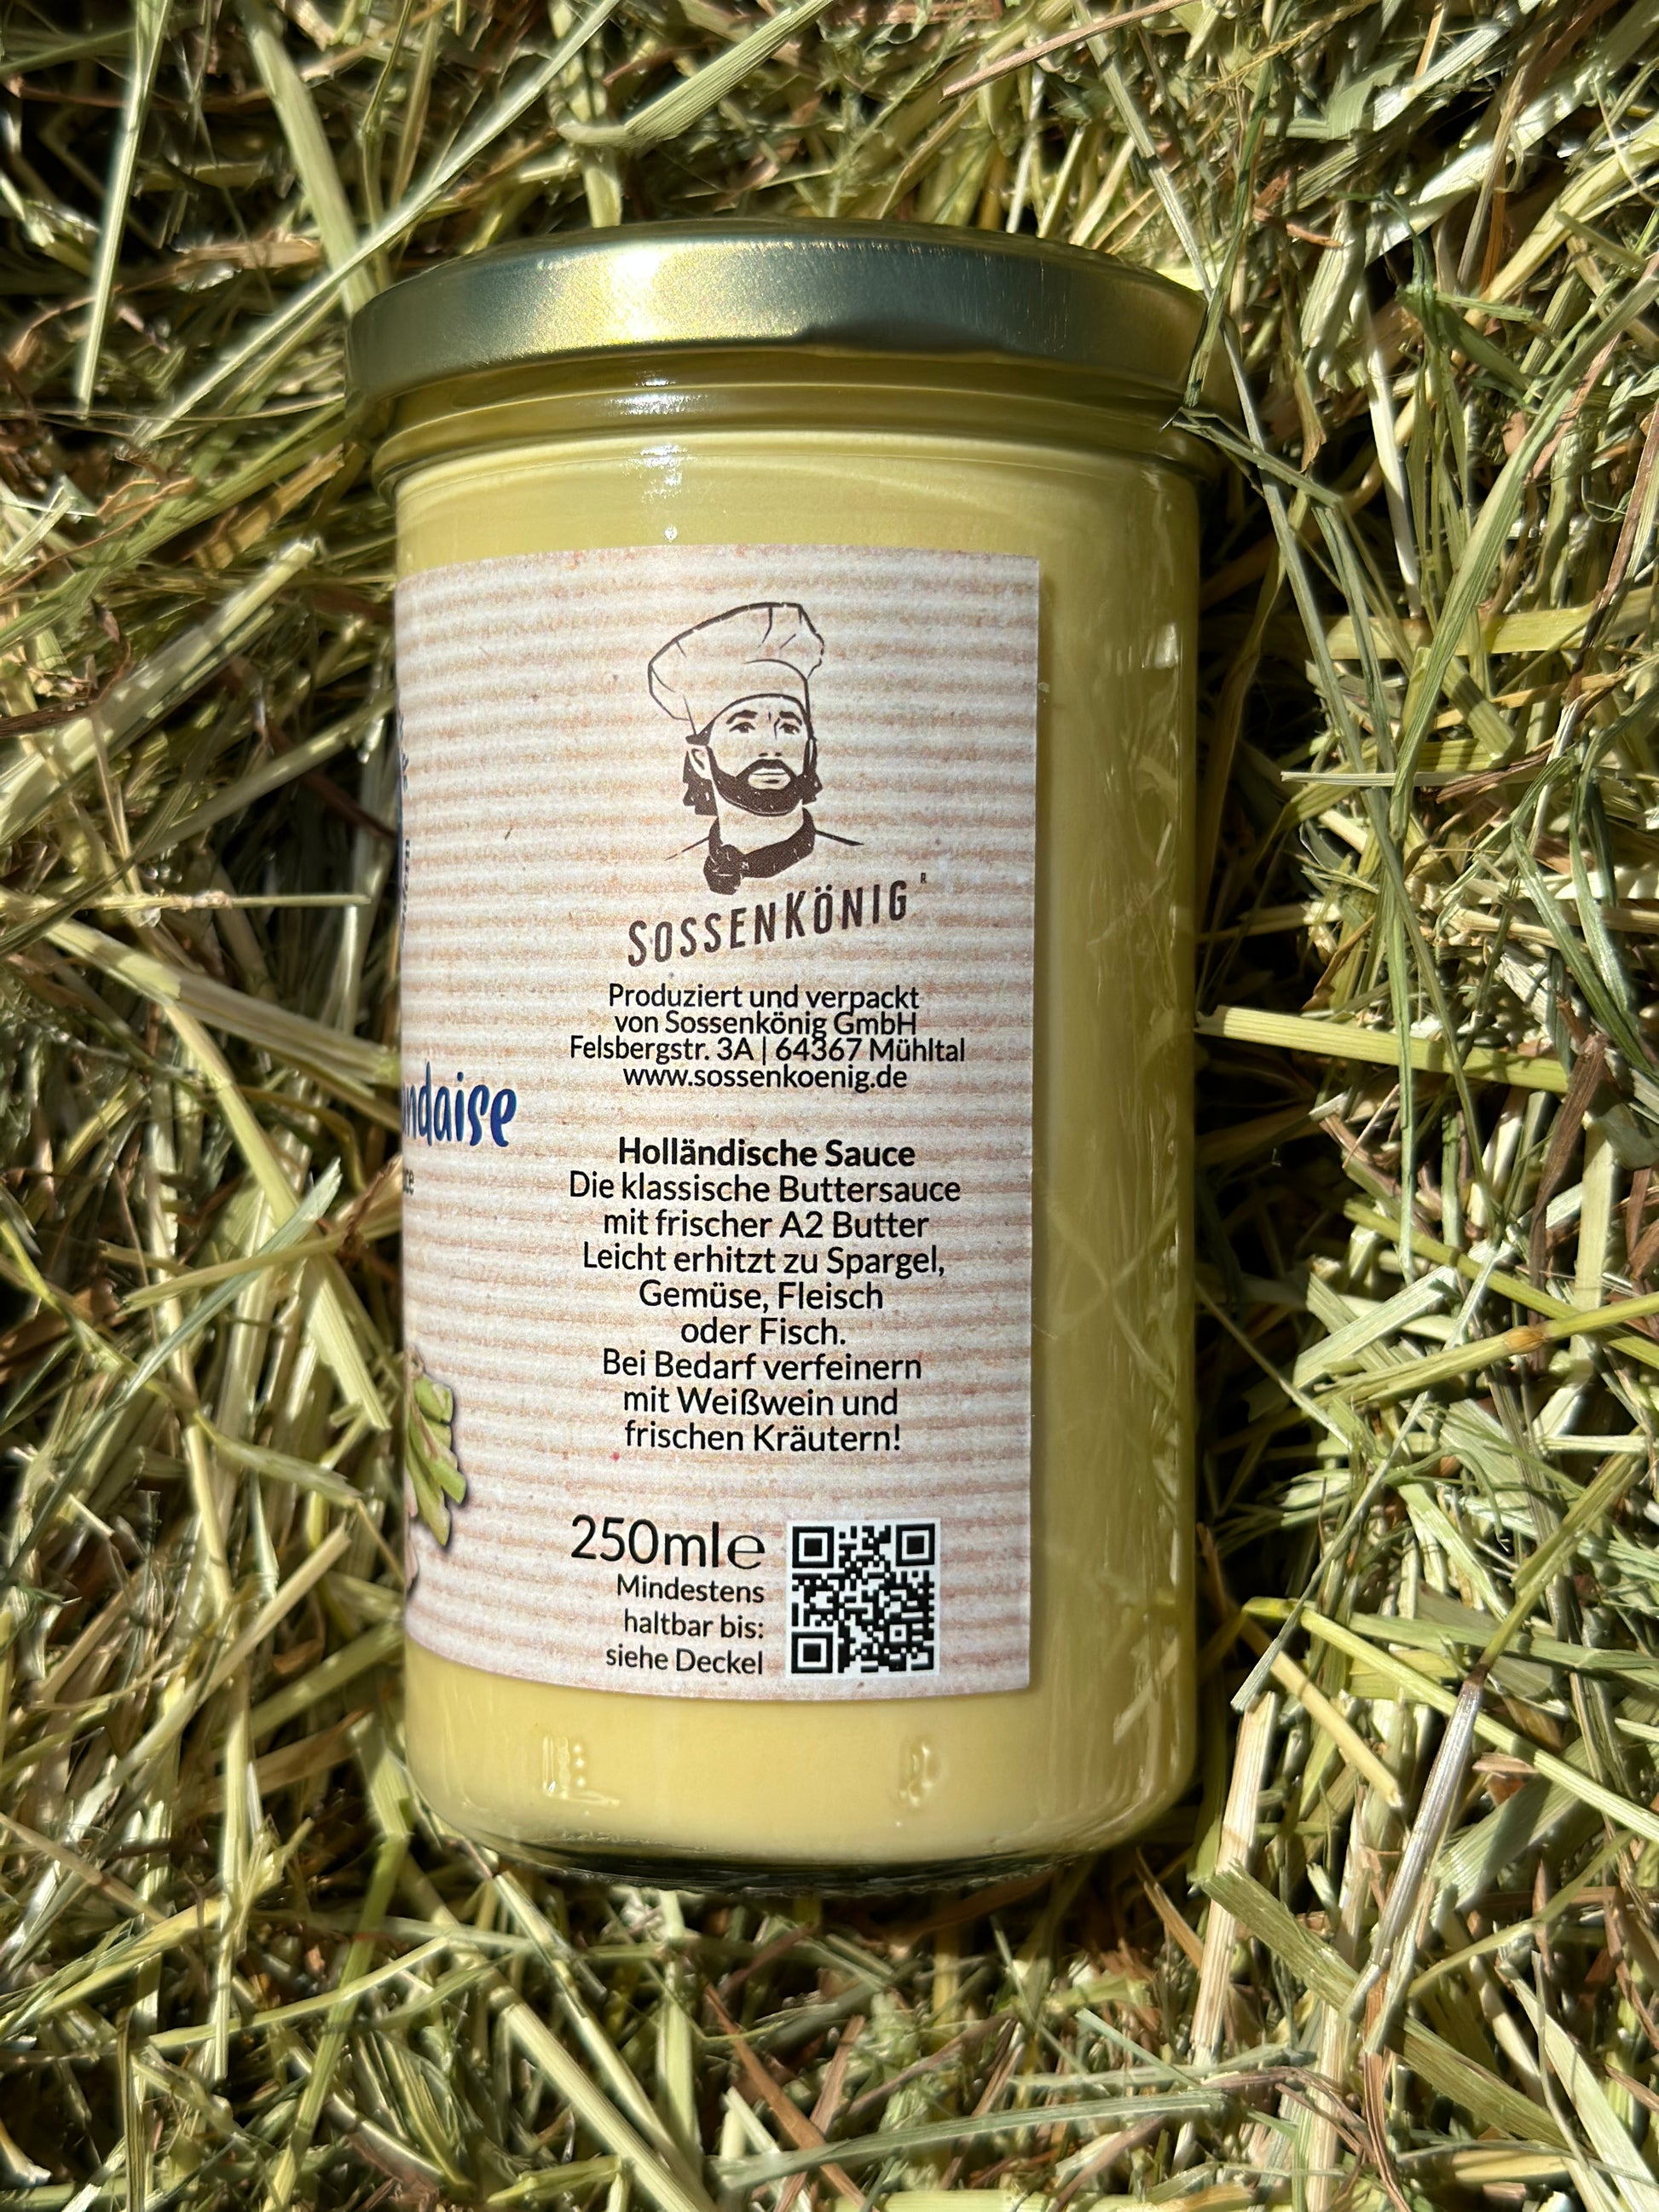 SOSSENKÖNIG®
Produziert und verpackt
von Sossenkönig GmbH
Felsbergstr. 3A | 64367 Mühltal
www.sossenkoenig.de
ndaise
Holländische Sauce
Die klassische Buttersauce
mit frischer A2 Butter
Leicht erhitzt zu Spargel,
Gemüse, Fleisch
oder Fisch.
Bei Bedarf verfeinern
mit Weißwein und
frischen Kräutern!
250ml℮
Mindestens
haltbar bis:
siehe Deckel